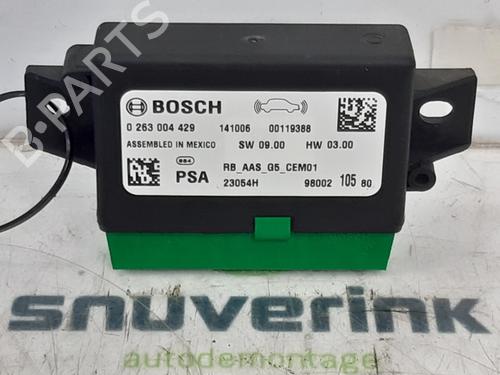 B-PARTS
BOSCH
0 263 004 429 141006 00119388
ASSEMBLED IN MEXICO SW 09.00 HW 03.00
RB_AAS_G5_CEM01
PSA 23054H 98002 105 80
snuverink
autodemontage